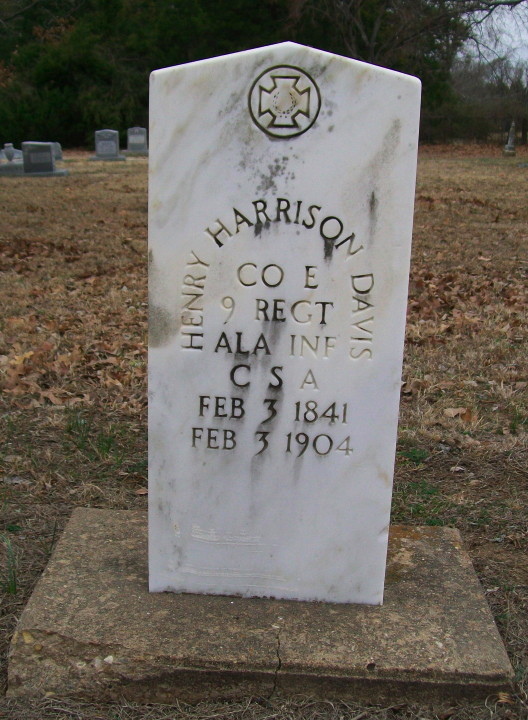 HENRY HARRISON DAVIS
CO E
9 REGT
ALA INF
C S A
FEB 3 1841
FEB 3 1904